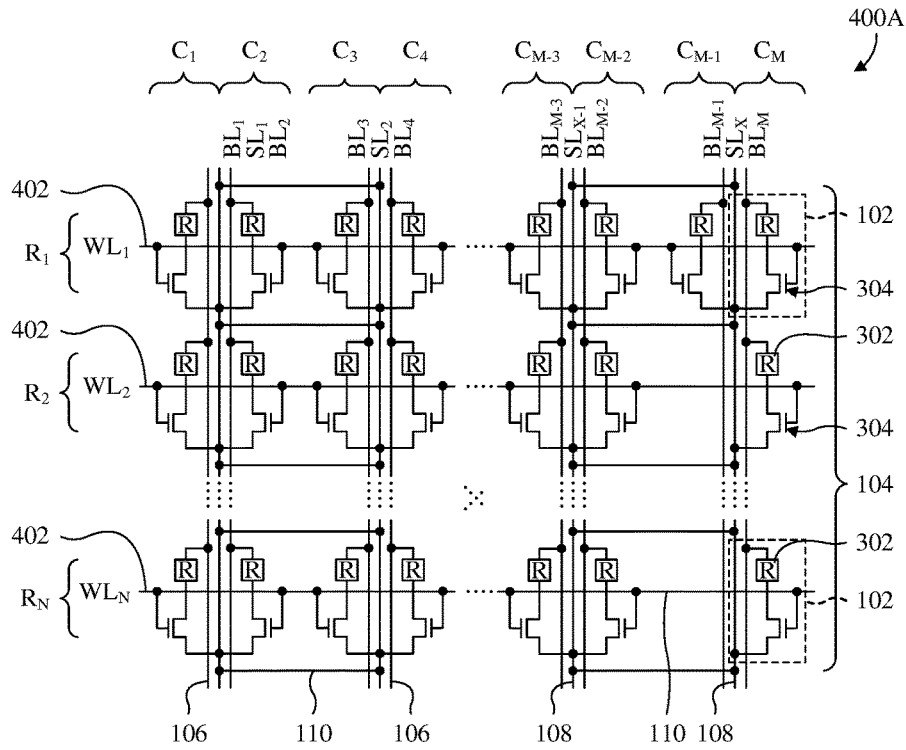 400A
C1 C2 C3 C4 CM-3 CM-2 CM-1 CM
BL1 SL1 BL2 BL3 SL2 BL4 BLM-3 SLX-1 BLM-2 BLM-1 SLX BLM
402
R R R R R R R R 102
R1 WL1
304
402
R R R R R R R 302
R2 WL2
304
104
402
R R R R R R R 302
RN WLN 102
106 110 106 108 110 108